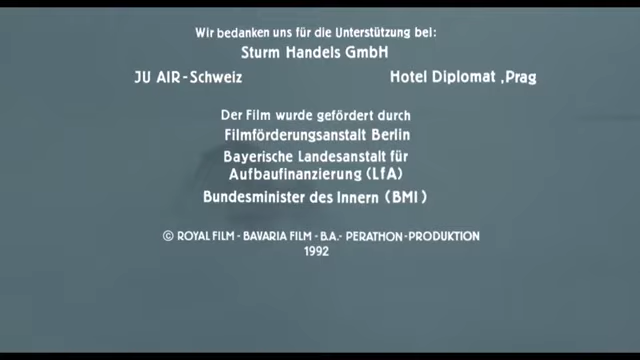 Wir bedanken uns für die Unterstützung bei:
Sturm Handels GmbH
JU AIR-Schweiz Hotel Diplomat ,Prag
Der Film wurde gefördert durch
Filmförderungsanstalt Berlin
Bayerische Landesanstalt für
Aufbaufinanzierung (LfA)
Bundesminister des Innern (BMI)
© ROYAL FILM - BAVARIA FILM - B.A.- PERATHON-PRODUKTION
1992